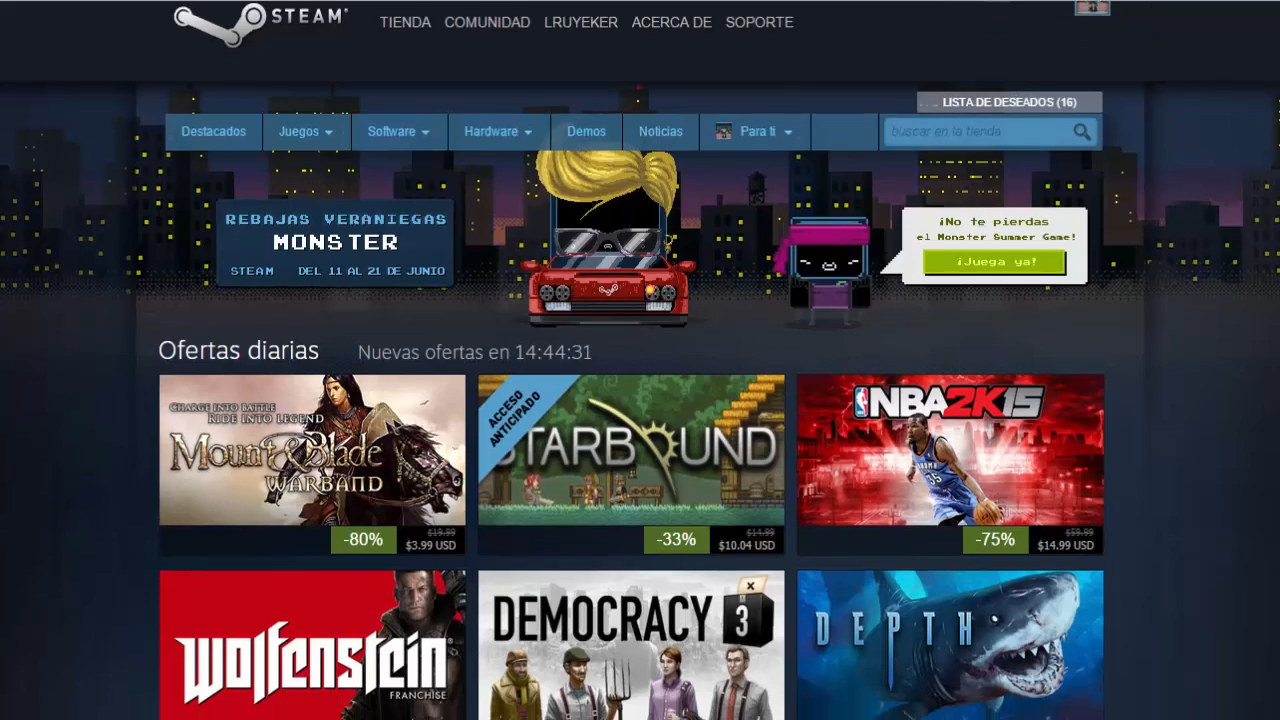 STEAM
TIENDA COMUNIDAD LRUYEKER ACERCA DE SOPORTE
LISTA DE DESEADOS (16)
Destacados Juegos Software Hardware Demos Noticias Para ti buscar en la tienda
REBAJAS VERANIEGAS
MONSTER
STEAM DEL 11 AL 21 DE JUNIO
¡No te pierdas
el Monster Summer Game!
¡Juega ya!
Ofertas diarias Nuevas ofertas en 14:44:31
CHARGE INTO BATTLE
RIDE INTO LEGEND
Mount & Blade
WARBAND
-80% $19.99
$3.99 USD
ACCESO
ANTICIPADO
STARBOUND
-33% $14.99
$10.04 USD
NBA 2K15
35
-75% $59.99
$14.99 USD
Wolfenstein
FRANCHISE
DEMOCRACY 3
DEPTH